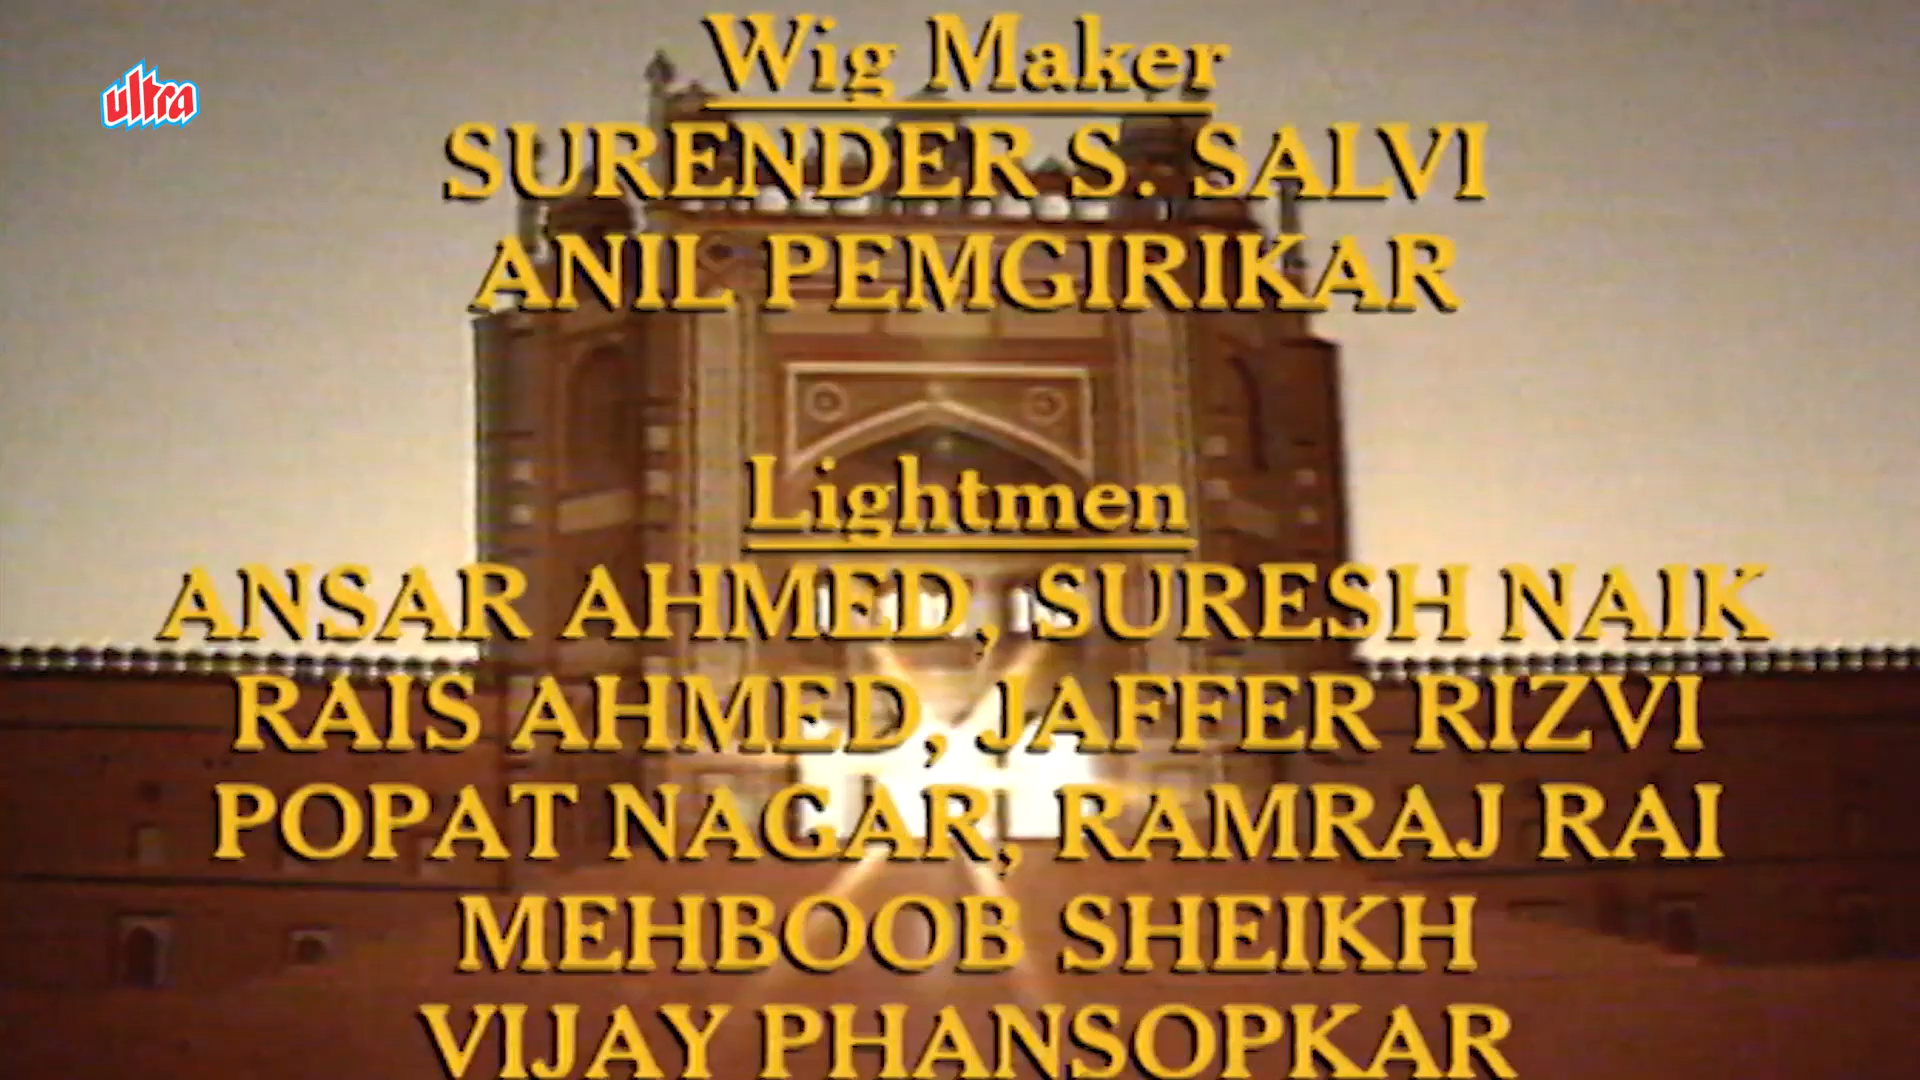 ultra
Wig Maker
SURENDER S. SALVI
ANIL PEMGIRIKAR
Lightmen
ANSAR AHMED, SURESH NAIK
RAIS AHMED, JAFFER RIZVI
POPAT NAGAR, RAMRAJ RAI
MEHBOOB SHEIKH
VIJAY PHANSOPKAR